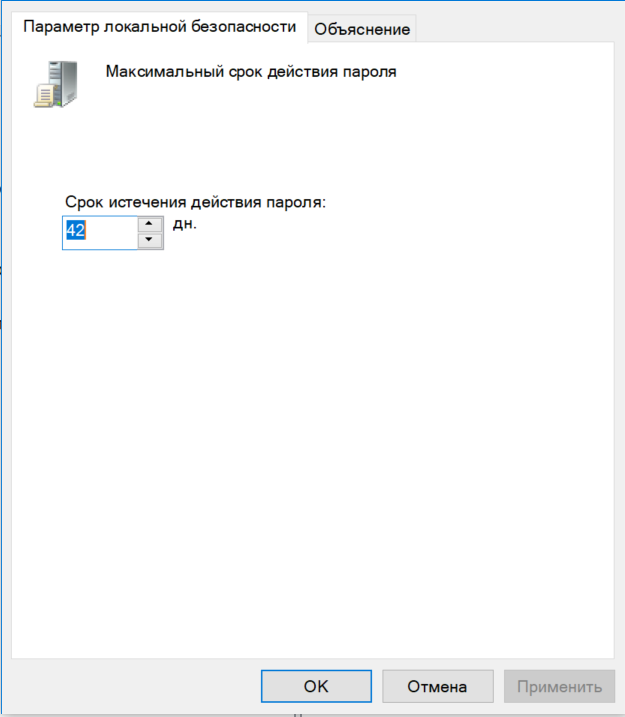 Параметр локальной безопасности
Объяснение
Максимальный срок действия пароля
Срок истечения действия пароля:
42 дн.
OK
Отмена
Применить